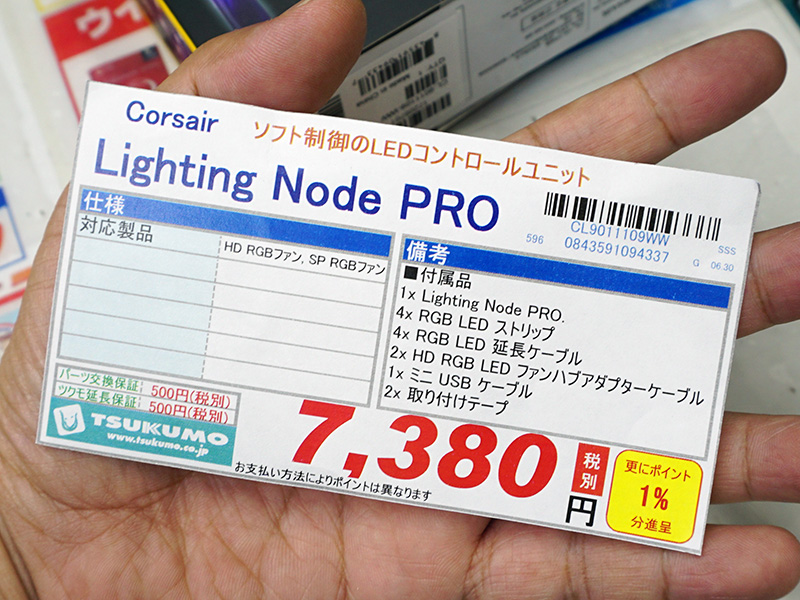 ウィ
Made in China
Corsair
ソフト制御のLEDコントロールユニット
Lighting Node PRO
CL9011109WW
596
0843591094337
SSS
G 06.30
仕様
対応製品
HD RGBファン, SP RGBファン
備考
■付属品
1x Lighting Node PRO.
4x RGB LED ストリップ
4x RGB LED 延長ケーブル
2x HD RGB LED ファンハブアダプターケーブル
1x ミニ USB ケーブル
2x 取り付けテープ
パーツ交換保証: 500円(税別)
ツクモ延長保証: 500円(税別)
TSUKUMO
www.tsukumo.co.jp
7,380円
税別
お支払い方法によりポイントは異なります
更にポイント
1%
分進呈